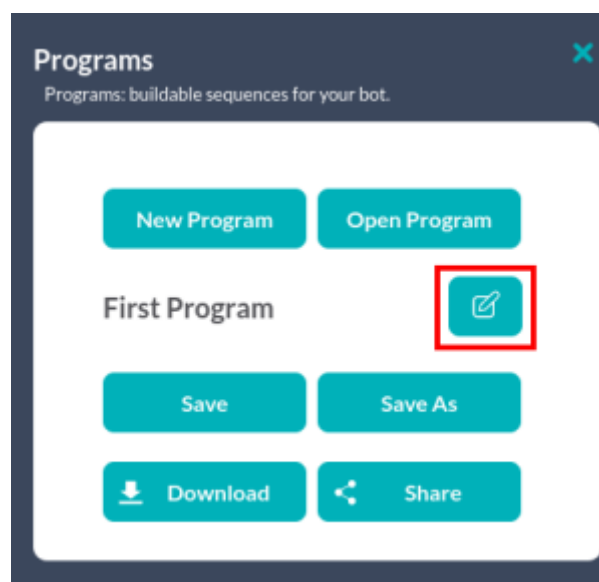 Programs
Programs: buildable sequences for your bot.
New Program
Open Program
First Program
Save
Save As
Download
Share